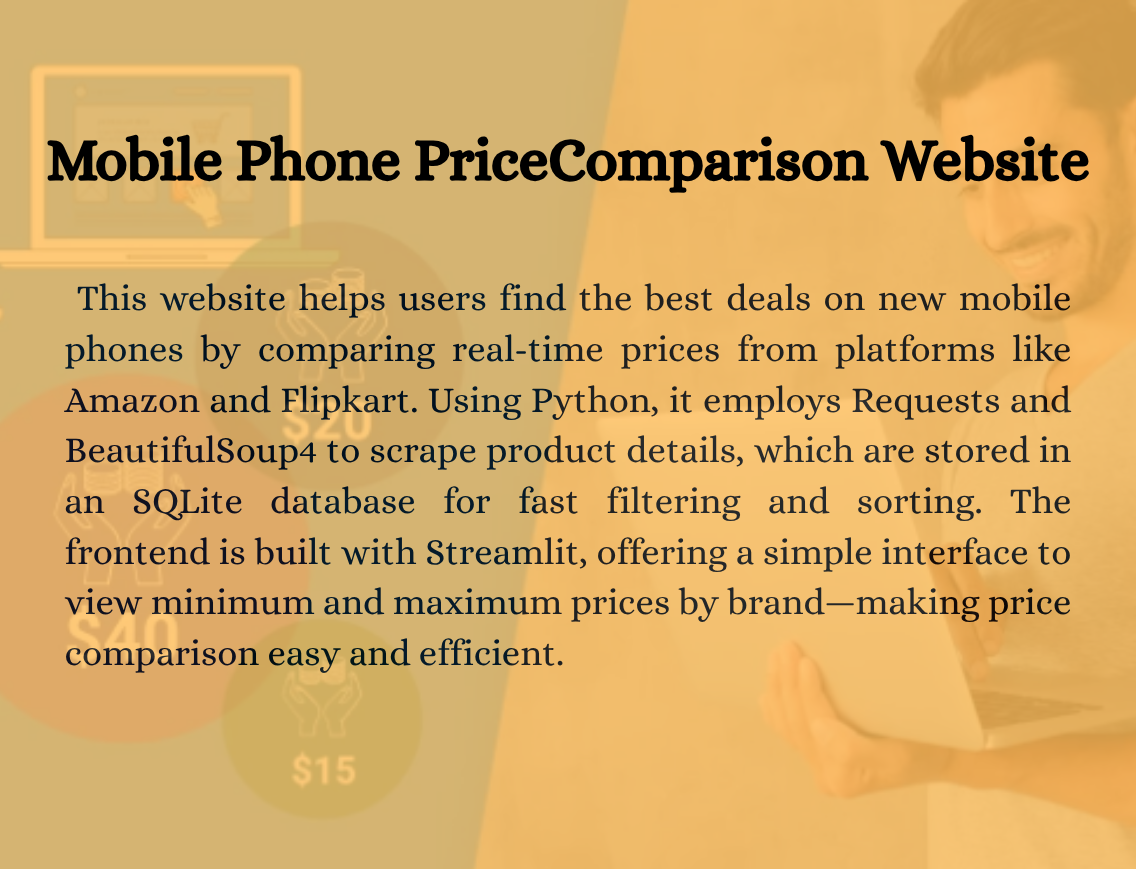 Mobile Phone PriceComparison Website
This website helps users find the best deals on new mobile
phones by comparing real-time prices from platforms like
Amazon and Flipkart. Using Python, it employs Requests and
BeautifulSoup4 to scrape product details, which are stored in
an SQLite database for fast filtering and sorting. The
frontend is built with Streamlit, offering a simple interface to
view minimum and maximum prices by brand—making price
comparison easy and efficient.
$20
$40
$15